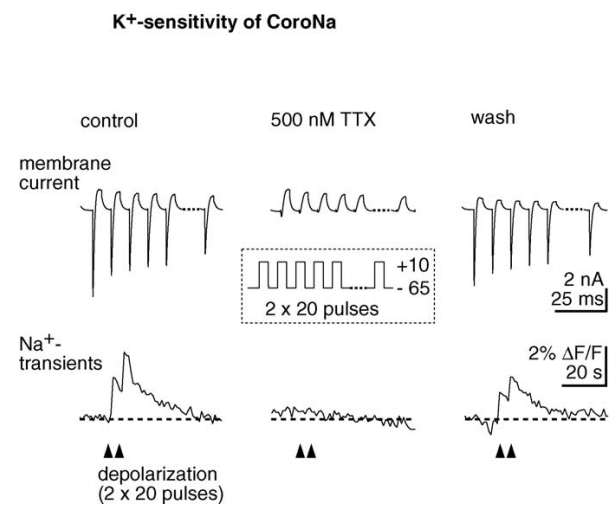 K+-sensitivity of CoroNa
control
500 nM TTX
wash
membrane
current
+10
- 65
2 x 20 pulses
2 nA
25 ms
Na+-
transients
2% ΔF/F
20 s
depolarization
(2 x 20 pulses)